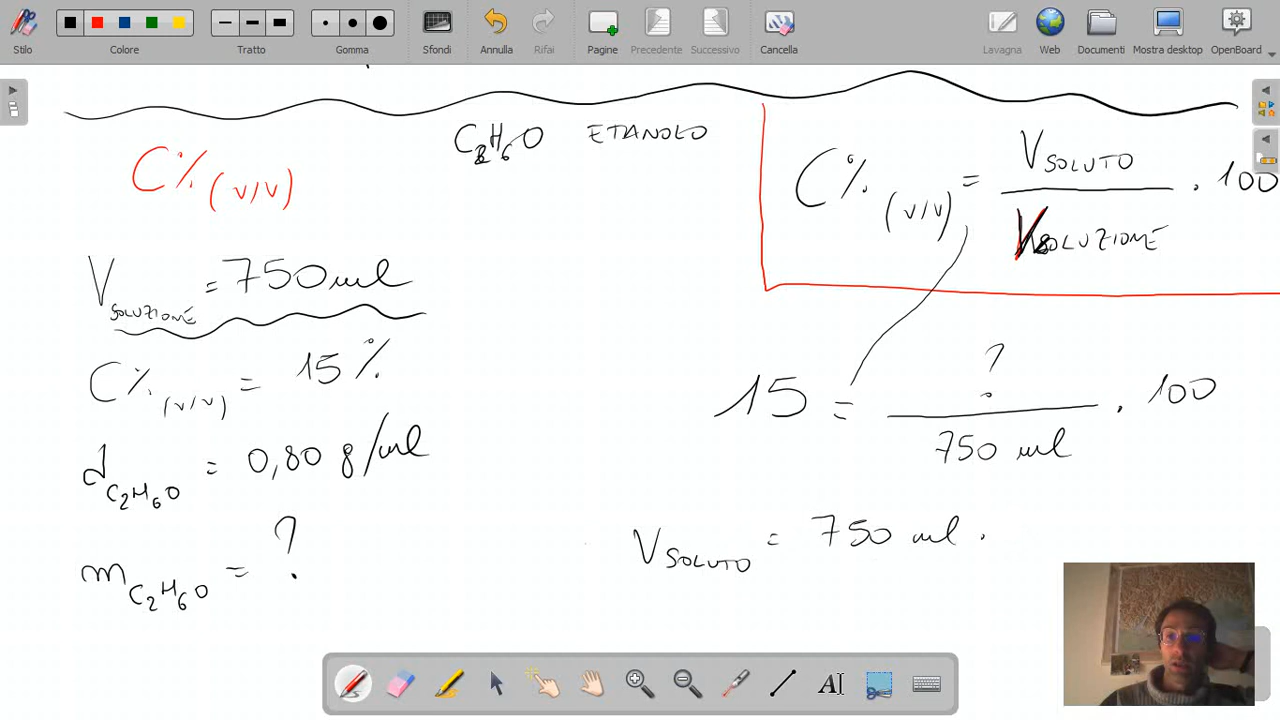 Stilo Colore Tratto Gomma Sfondi Annulla Rifai Pagine Precedente Successivo Cancella Lavagna Web Documenti Mostra desktop OpenBoard
C₂H₆O ETANOLO
C% (V/V)
C% (V/V) = V SOLUTO / V SOLUZIONE · 100
V SOLUZIONE = 750 ml
C% (V/V) = 15 %
15 = ? / 750 ml · 100
d C₂H₆O = 0,80 g/ml
V SOLUTO = 750 ml ·
m C₂H₆O = ?